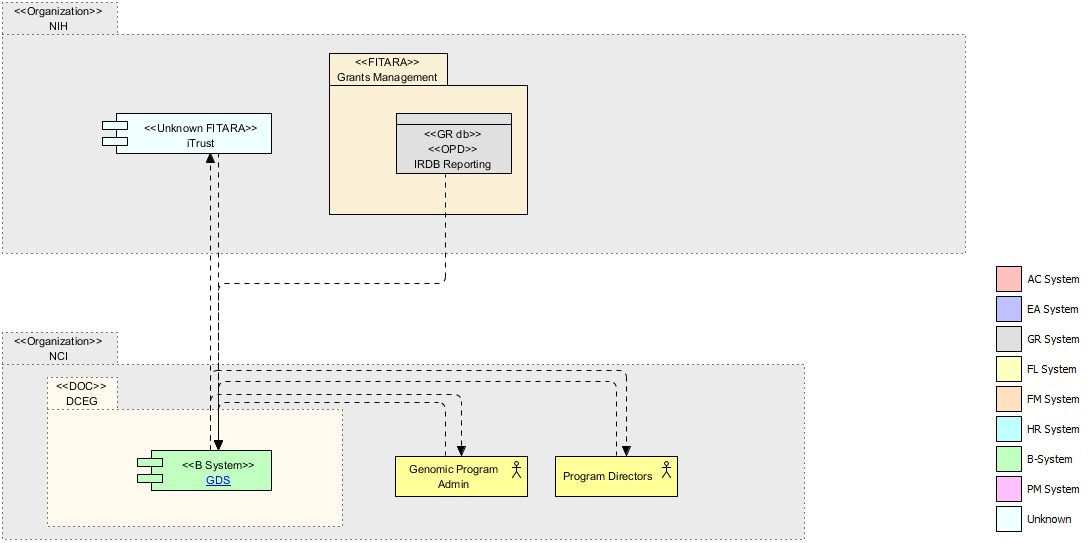 <<Organization>>
NIH
<<FITARA>>
Grants Management
<<Unknown FITARA>>
iTrust
<<GR db>>
<<OPD>>
IRDB Reporting
<<Organization>>
NCI
<<DOC>>
DCEG
<<B System>>
GDS
Genomic Program
Admin
Program Directors
AC System
EA System
GR System
FL System
FM System
HR System
B-System
PM System
Unknown